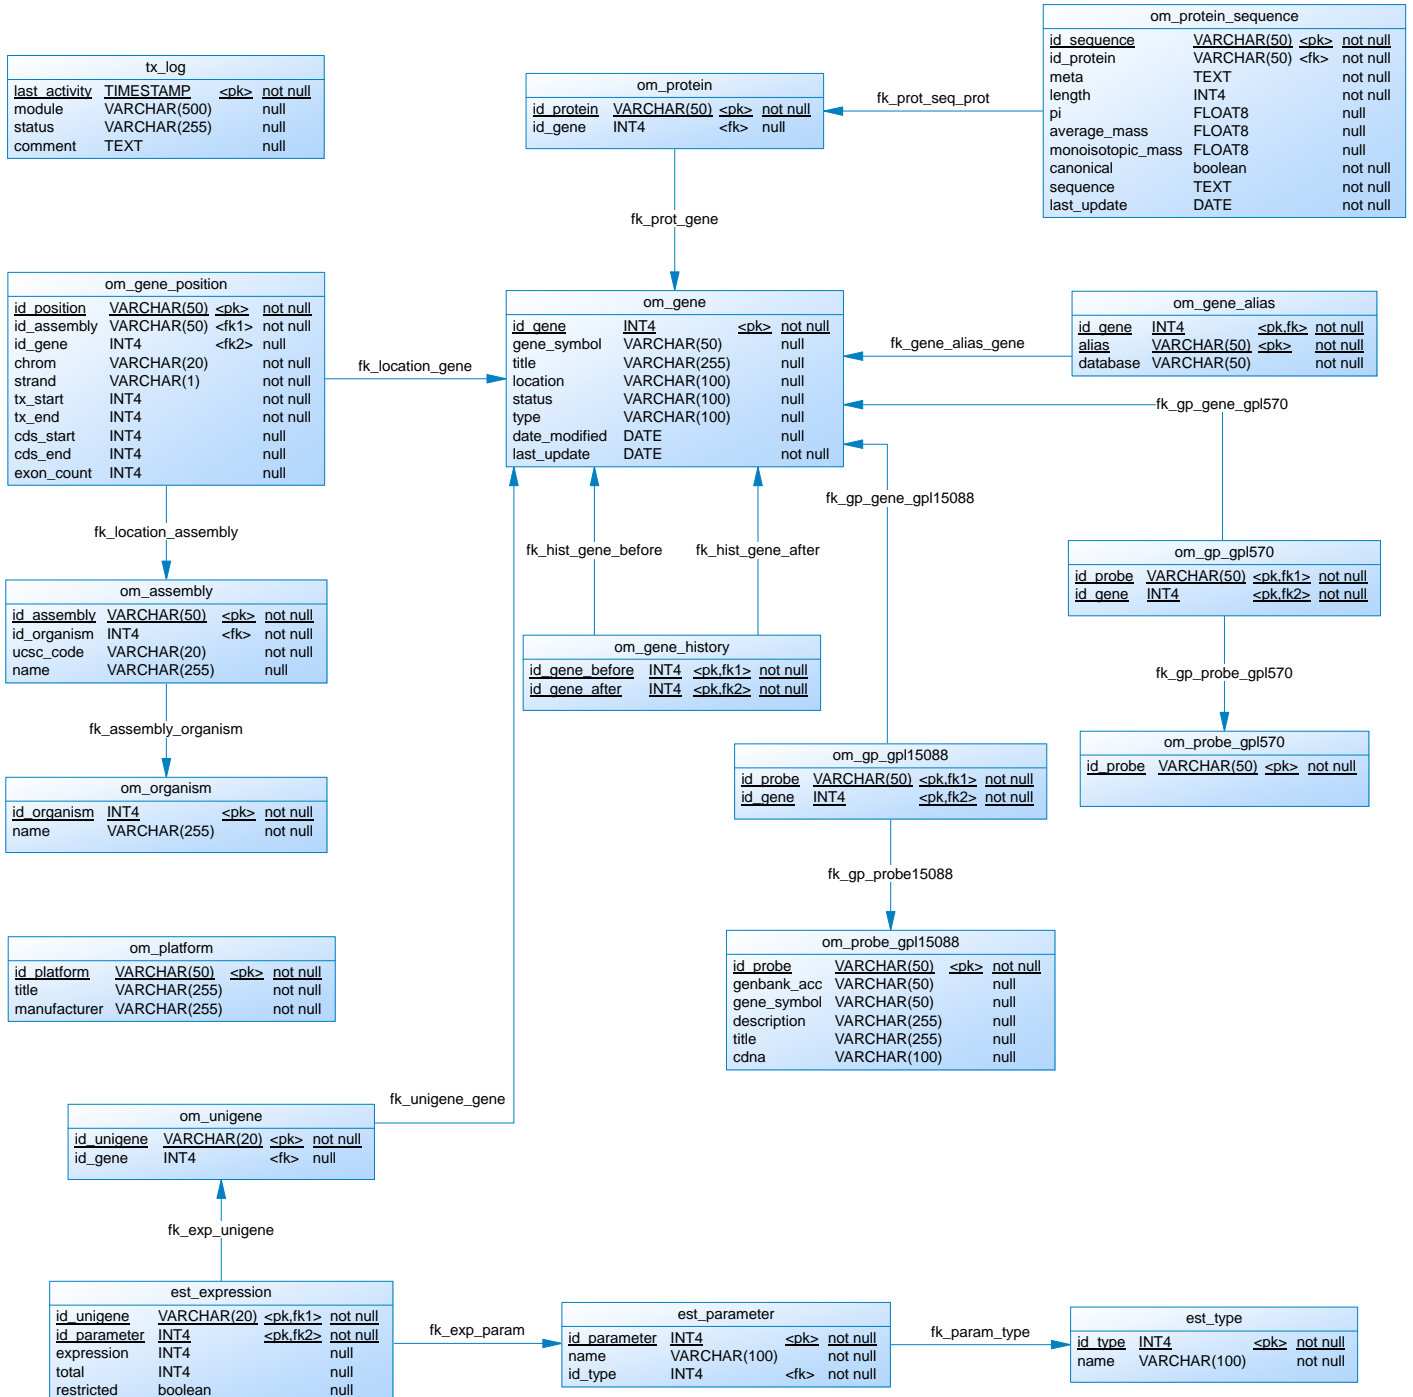 tx_log
last_activity TIMESTAMP <pk> not null
module VARCHAR(500) null
status VARCHAR(255) null
comment TEXT null
om_protein
id_protein VARCHAR(50) <pk> not null
id_gene INT4 <fk> null
fk_prot_seq_prot
om_protein_sequence
id_sequence VARCHAR(50) <pk> not null
id_protein VARCHAR(50) <fk> not null
meta TEXT not null
length INT4 not null
pi FLOAT8 null
average_mass FLOAT8 null
monoisotopic_mass FLOAT8 null
canonical boolean not null
sequence TEXT not null
last_update DATE not null
fk_prot_gene
om_gene_position
id_position VARCHAR(50) <pk> not null
id_assembly VARCHAR(50) <fk1> not null
id_gene INT4 <fk2> null
chrom VARCHAR(20) not null
strand VARCHAR(1) not null
tx_start INT4 not null
tx_end INT4 not null
cds_start INT4 null
cds_end INT4 null
exon_count INT4 null
fk_location_gene
om_gene
id_gene INT4 <pk> not null
gene_symbol VARCHAR(50) null
title VARCHAR(255) null
location VARCHAR(100) null
status VARCHAR(100) null
type VARCHAR(100) null
date_modified DATE null
last_update DATE not null
fk_gene_alias_gene
om_gene_alias
id_gene INT4 <pk,fk> not null
alias VARCHAR(50) <pk> not null
database VARCHAR(50) not null
fk_gp_gene_gpl570
fk_gp_gene_gpl15088
fk_location_assembly
fk_hist_gene_before
fk_hist_gene_after
om_gp_gpl570
id_probe VARCHAR(50) <pk,fk1> not null
id_gene INT4 <pk,fk2> not null
om_assembly
id_assembly VARCHAR(50) <pk> not null
id_organism INT4 <fk> not null
ucsc_code VARCHAR(20) not null
name VARCHAR(255) null
om_gene_history
id_gene_before INT4 <pk,fk1> not null
id_gene_after INT4 <pk,fk2> not null
fk_gp_probe_gpl570
fk_assembly_organism
om_probe_gpl570
id_probe VARCHAR(50) <pk> not null
om_gp_gpl15088
id_probe VARCHAR(50) <pk,fk1> not null
id_gene INT4 <pk,fk2> not null
om_organism
id_organism INT4 <pk> not null
name VARCHAR(255) not null
fk_gp_probe15088
om_platform
id_platform VARCHAR(50) <pk> not null
title VARCHAR(255) not null
manufacturer VARCHAR(255) not null
om_probe_gpl15088
id_probe VARCHAR(50) <pk> not null
genbank_acc VARCHAR(50) null
gene_symbol VARCHAR(50) null
description VARCHAR(255) null
title VARCHAR(255) null
cdna VARCHAR(100) null
fk_unigene_gene
om_unigene
id_unigene VARCHAR(20) <pk> not null
id_gene INT4 <fk> null
fk_exp_unigene
est_expression
id_unigene VARCHAR(20) <pk,fk1> not null
id_parameter INT4 <pk,fk2> not null
expression INT4 null
total INT4 null
restricted boolean null
fk_exp_param
est_parameter
id_parameter INT4 <pk> not null
name VARCHAR(100) not null
id_type INT4 <fk> not null
fk_param_type
est_type
id_type INT4 <pk> not null
name VARCHAR(100) not null